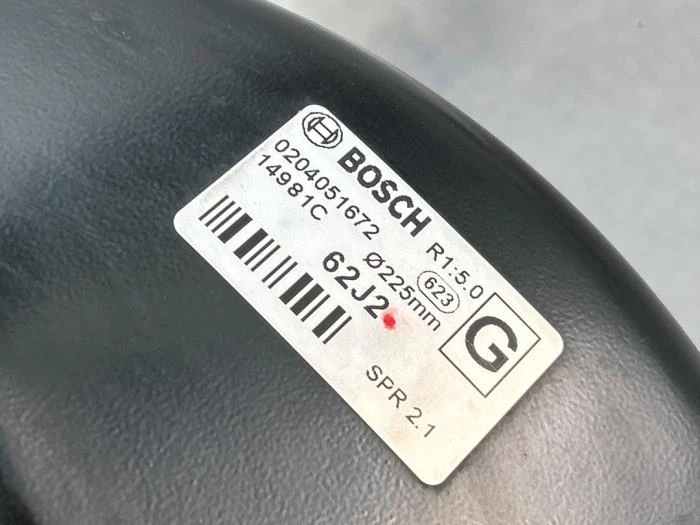 BOSCH R1:5.0
0204051672 Ø225mm 623
14981C 62J2 G
SPR 2.1